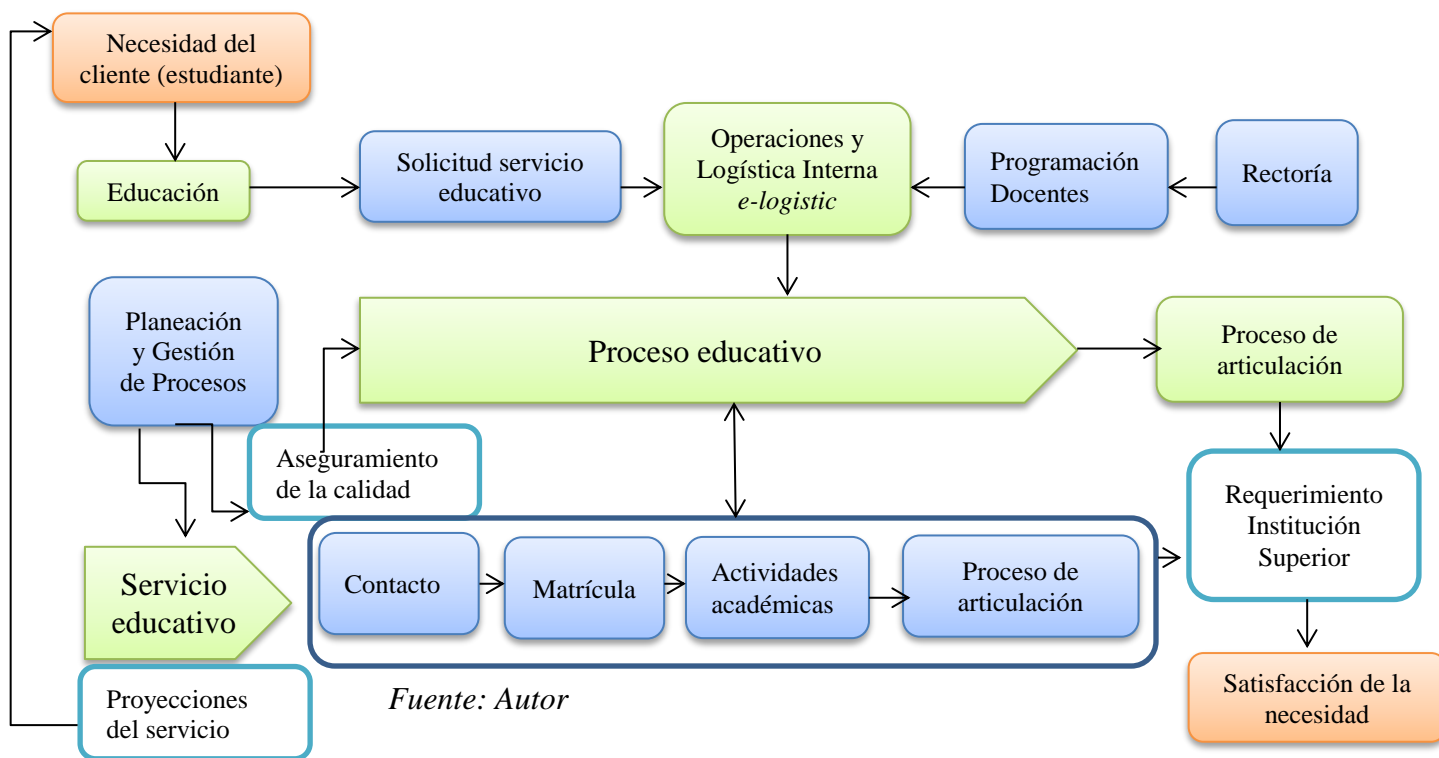 Necesidad del
cliente (estudiante)
Educación
Solicitud servicio
educativo
Operaciones y
Logística Interna
e-logistic
Programación
Docentes
Rectoría
Planeación
y Gestión
de Procesos
Proceso educativo
Proceso de
articulación
Aseguramiento
de la calidad
Requerimiento
Institución
Superior
Servicio
educativo
Contacto
Matrícula
Actividades
académicas
Proceso de
articulación
Proyecciones
del servicio
Fuente: Autor
Satisfacción de la
necesidad